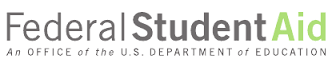 Federal Student Aid
An OFFICE of the U.S. DEPARTMENT of EDUCATION